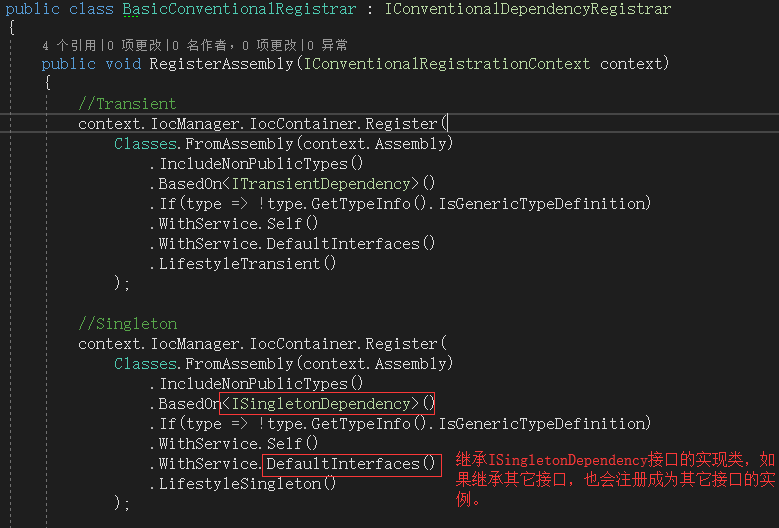 public class BasicConventionalRegistrar : IConventionalDependencyRegistrar
{
4 个引用|0 项更改|0 名作者, 0 项更改|0 异常
public void RegisterAssembly(IConventionalRegistrationContext context)
{
//Transient
context.IocManager.IocContainer.Register(
Classes.FromAssembly(context.Assembly)
.IncludeNonPublicTypes()
.BasedOn<ITransientDependency>()
.If(type => !type.GetTypeInfo().IsGenericTypeDefinition)
.WithService.Self()
.WithService.DefaultInterfaces()
.LifestyleTransient()
);
//Singleton
context.IocManager.IocContainer.Register(
Classes.FromAssembly(context.Assembly)
.IncludeNonPublicTypes()
.BasedOn<ISingletonDependency>()
.If(type => !type.GetTypeInfo().IsGenericTypeDefinition)
.WithService.Self()
.WithService.DefaultInterfaces()
.LifestyleSingleton()
);
继承ISingletonDependency接口的实现类，如
果继承其它接口，也会注册成为其它接口的实
例。